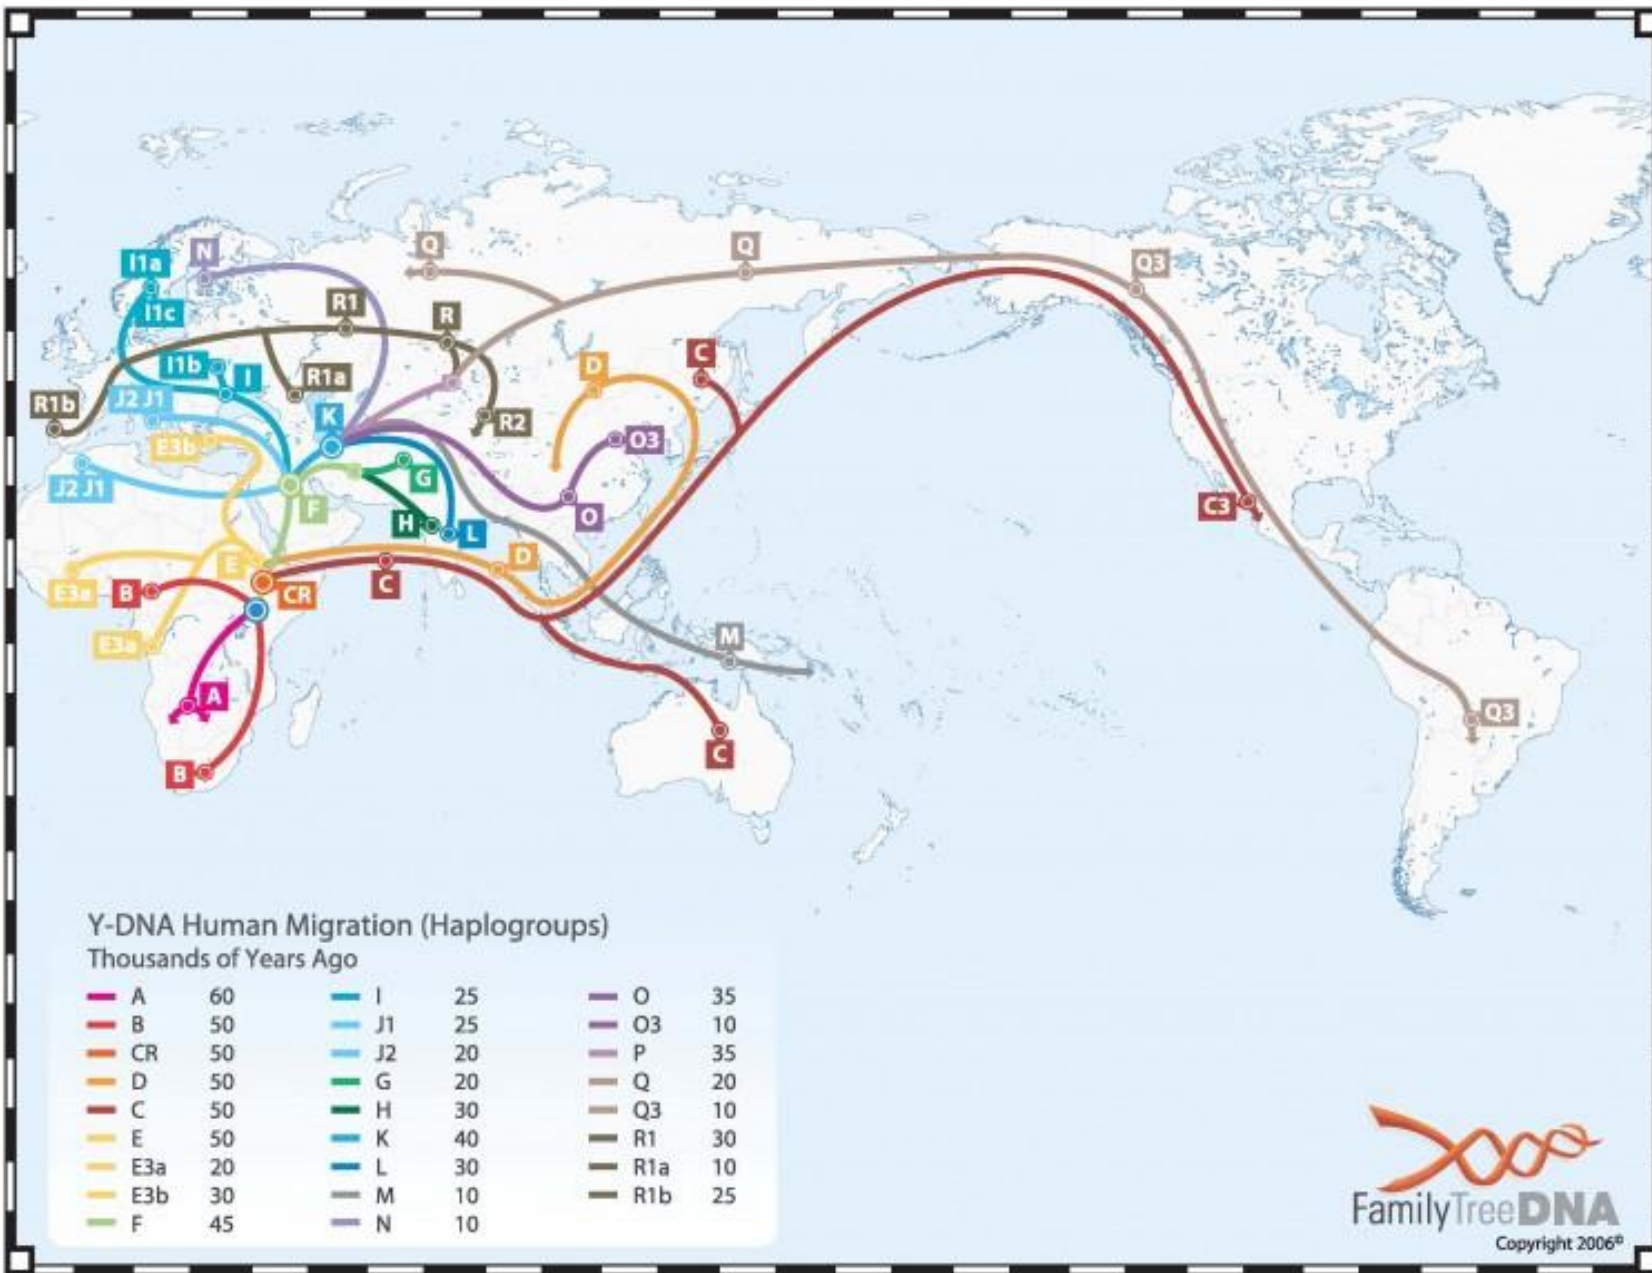 I1a
N
Q
Q
Q3
I1c
R1
R
C
D
I1b
I
R1a
J2 J1
K
R1b
R2
E3b
O3
G
J2 J1
F
H
L
O
C3
E
D
C
E3a
B
CR
E3a
M
A
Q3
B
C
Y-DNA Human Migration (Haplogroups)
Thousands of Years Ago
A 60
B 50
CR 50
D 50
C 50
E 50
E3a 20
E3b 30
F 45
I 25
J1 25
J2 20
G 20
H 30
K 40
L 30
M 10
N 10
O 35
O3 10
P 35
Q 20
Q3 10
R1 30
R1a 10
R1b 25
FamilyTreeDNA
Copyright 2006©